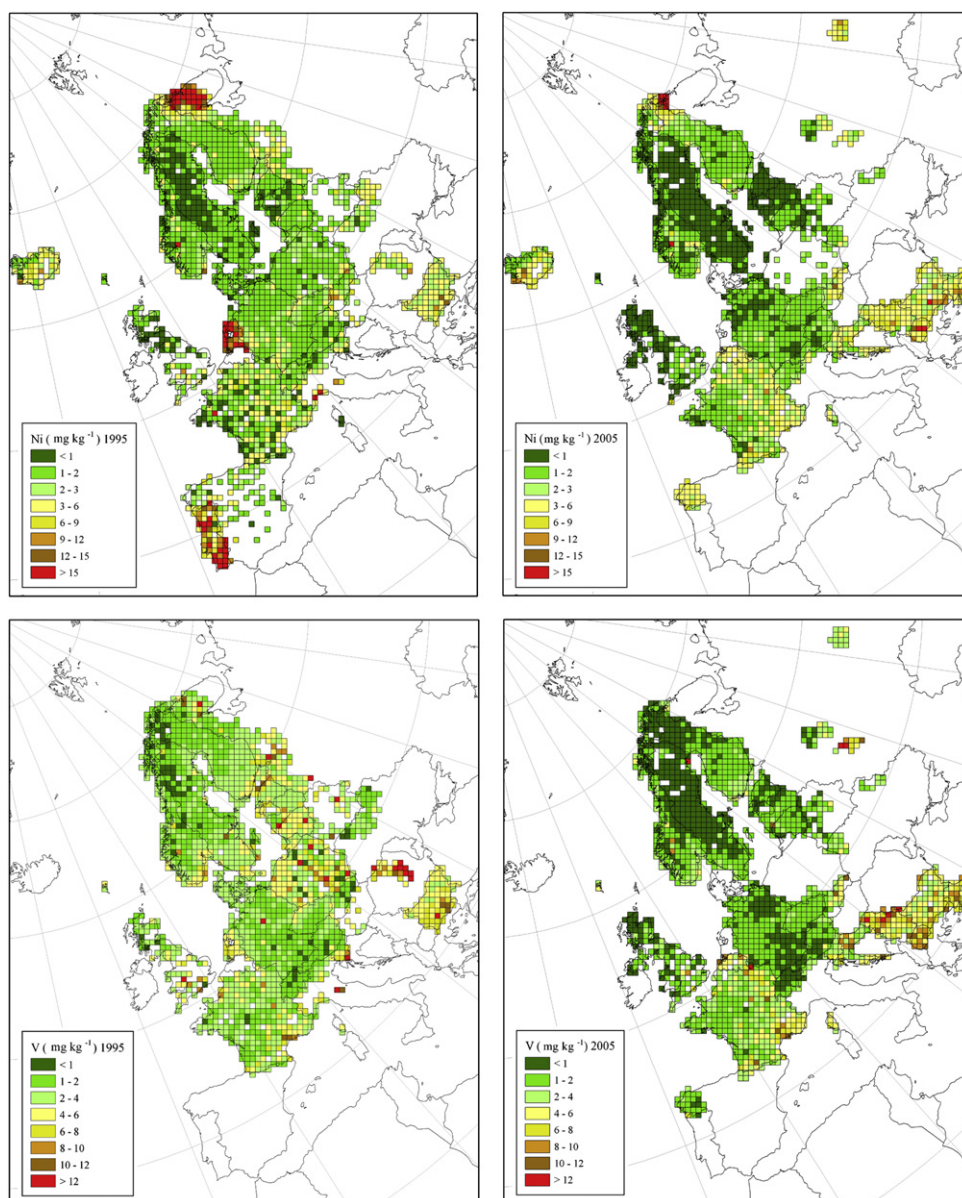 Ni ( mg kg -1 ) 1995
< 1
1 - 2
2 - 3
3 - 6
6 - 9
9 - 12
12 - 15
> 15
Ni ( mg kg -1 ) 2005
< 1
1 - 2
2 - 3
3 - 6
6 - 9
9 - 12
12 - 15
> 15
V ( mg kg -1 ) 1995
< 1
1 - 2
2 - 4
4 - 6
6 - 8
8 - 10
10 - 12
> 12
V ( mg kg -1 ) 2005
< 1
1 - 2
2 - 4
4 - 6
6 - 8
8 - 10
10 - 12
> 12